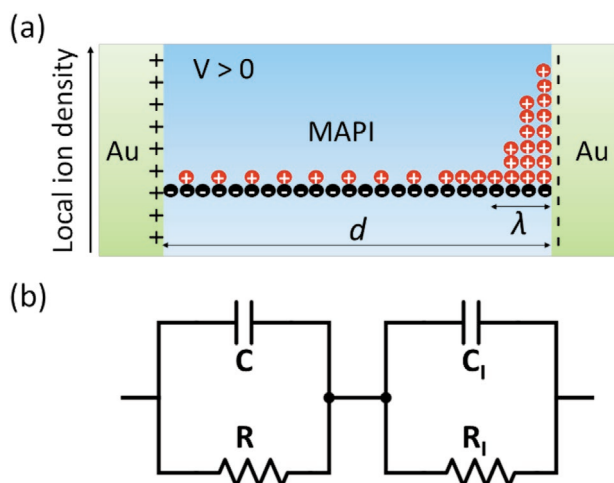 (a)
Local ion density
V > 0
MAPI
Au
Au
d
λ
(b)
C
R
C_I
R_I